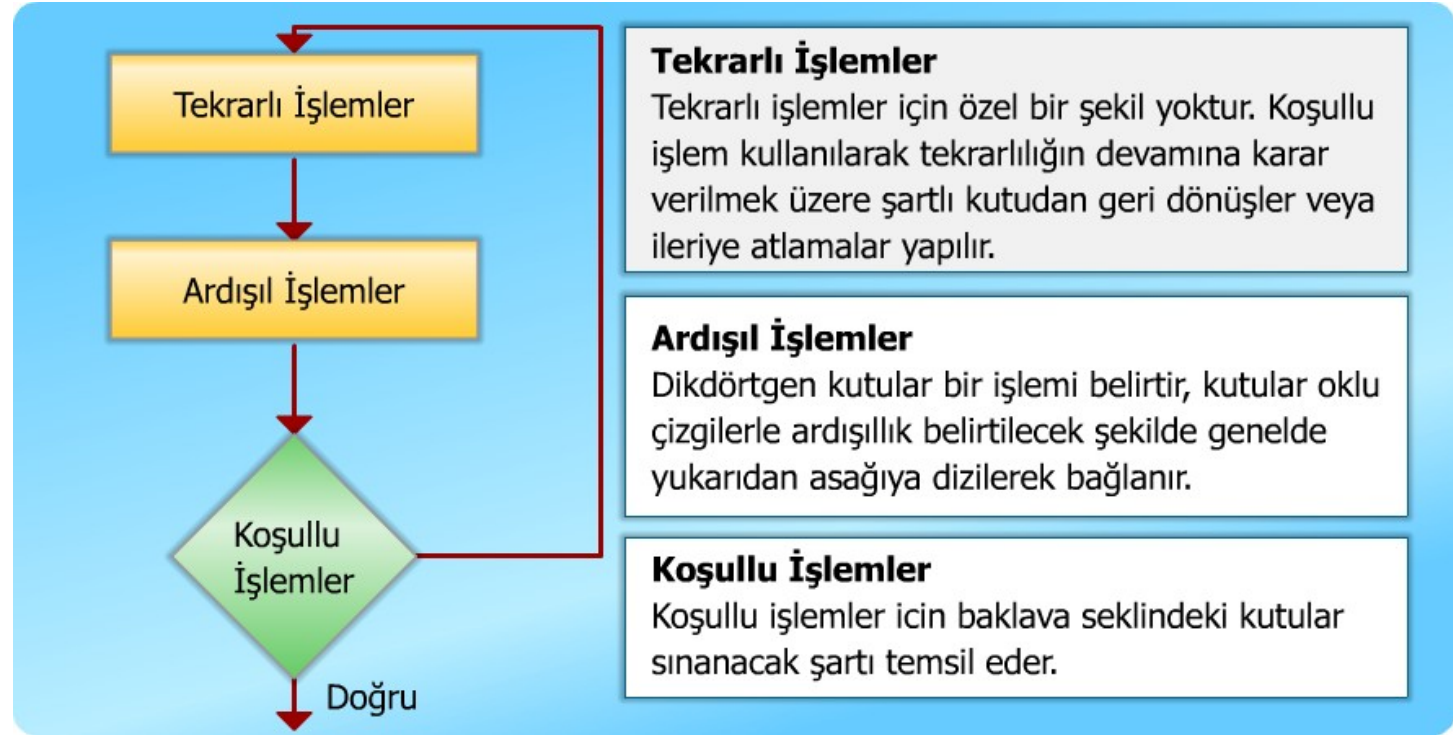 Tekrarlı İşlemler
Ardışıl İşlemler
Koşullu
İşlemler
Doğru
Tekrarlı İşlemler
Tekrarlı işlemler için özel bir şekil yoktur. Koşullu
işlem kullanılarak tekrarlılığın devamına karar
verilmek üzere şartlı kutudan geri dönüşler veya
ileriye atlamalar yapılır.
Ardışıl İşlemler
Dikdörtgen kutular bir işlemi belirtir, kutular oklu
çizgilerle ardışıllık belirtilecek şekilde genelde
yukarıdan asağıya dizilerek bağlanır.
Koşullu İşlemler
Koşullu işlemler icin baklava seklindeki kutular
sınanacak şartı temsil eder.